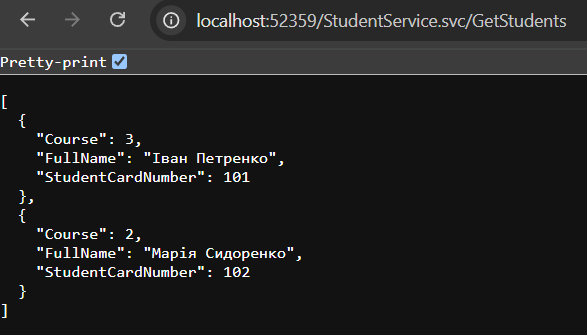 localhost:52359/StudentService.svc/GetStudents
Pretty-print
[
  {
    "Course": 3,
    "FullName": "Іван Петренко",
    "StudentCardNumber": 101
  },
  {
    "Course": 2,
    "FullName": "Марія Сидоренко",
    "StudentCardNumber": 102
  }
]